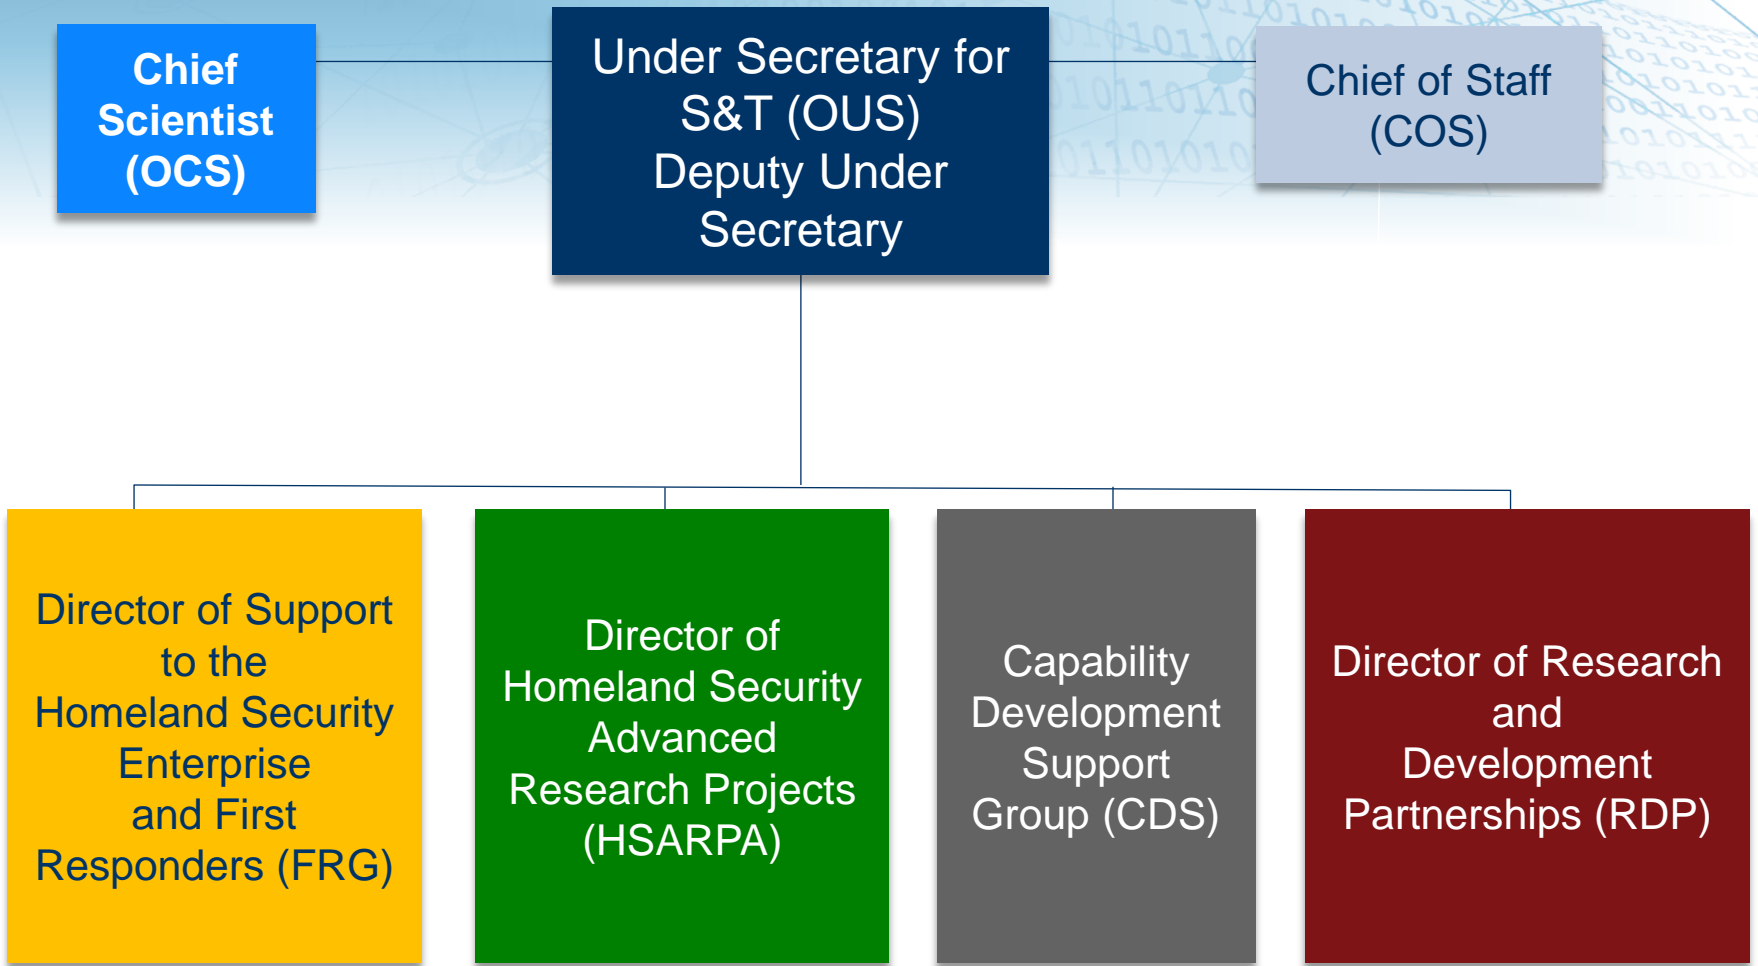 Chief
Scientist
(OCS)
Under Secretary for
S&T (OUS)
Deputy Under
Secretary
Chief of Staff
(COS)
Director of Support
to the
Homeland Security
Enterprise
and First
Responders (FRG)
Director of
Homeland Security
Advanced
Research Projects
(HSARPA)
Capability
Development
Support
Group (CDS)
Director of Research
and
Development
Partnerships (RDP)